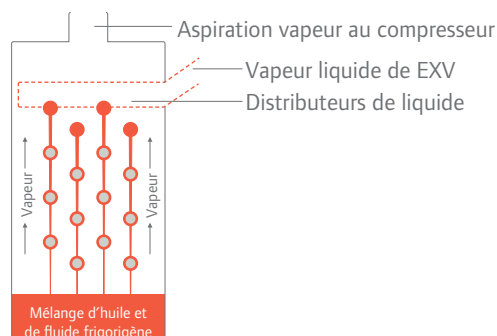 Aspiration vapeur au compresseur
Vapeur liquide de EXV
Distributeurs de liquide
Vapeur
Vapeur
Mélange d'huile et
de fluide frigorigène